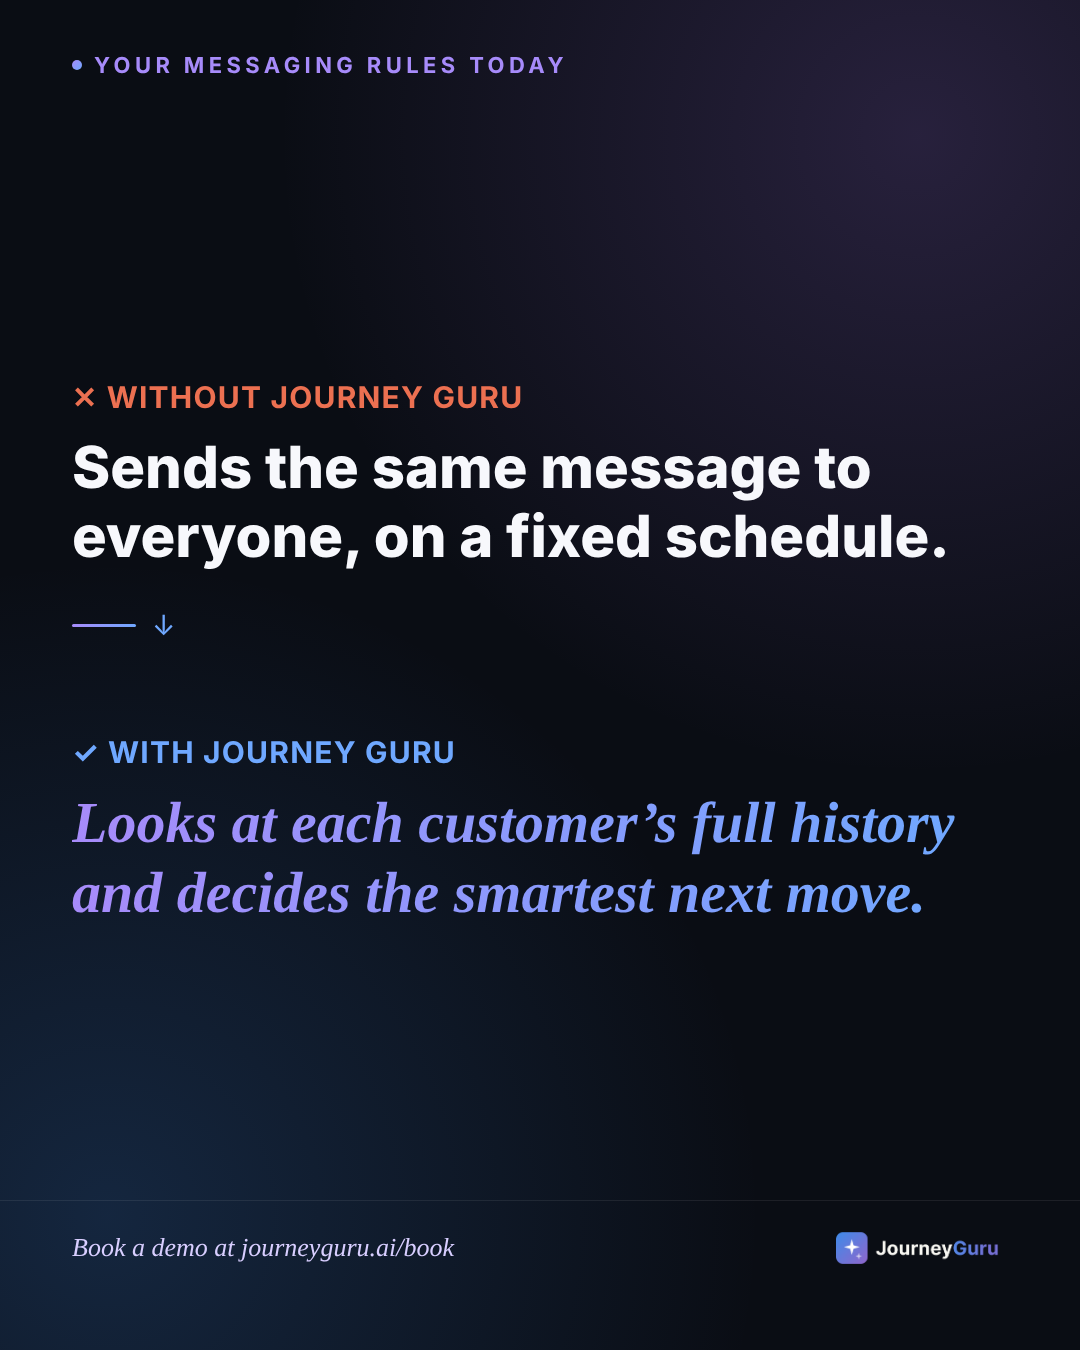 YOUR MESSAGING RULES TODAY
✕ WITHOUT JOURNEY GURU
Sends the same message to
everyone, on a fixed schedule.
↓
✓ WITH JOURNEY GURU
Looks at each customer’s full history
and decides the smartest next move.
Book a demo at journeyguru.ai/book
JourneyGuru